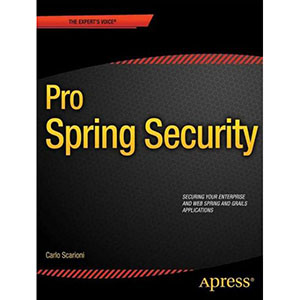 THE EXPERT'S VOICE®
Pro
Spring Security
SECURING YOUR ENTERPRISE
AND WEB SPRING AND GRAILS
APPLICATIONS
Carlo Scarioni
Apress®